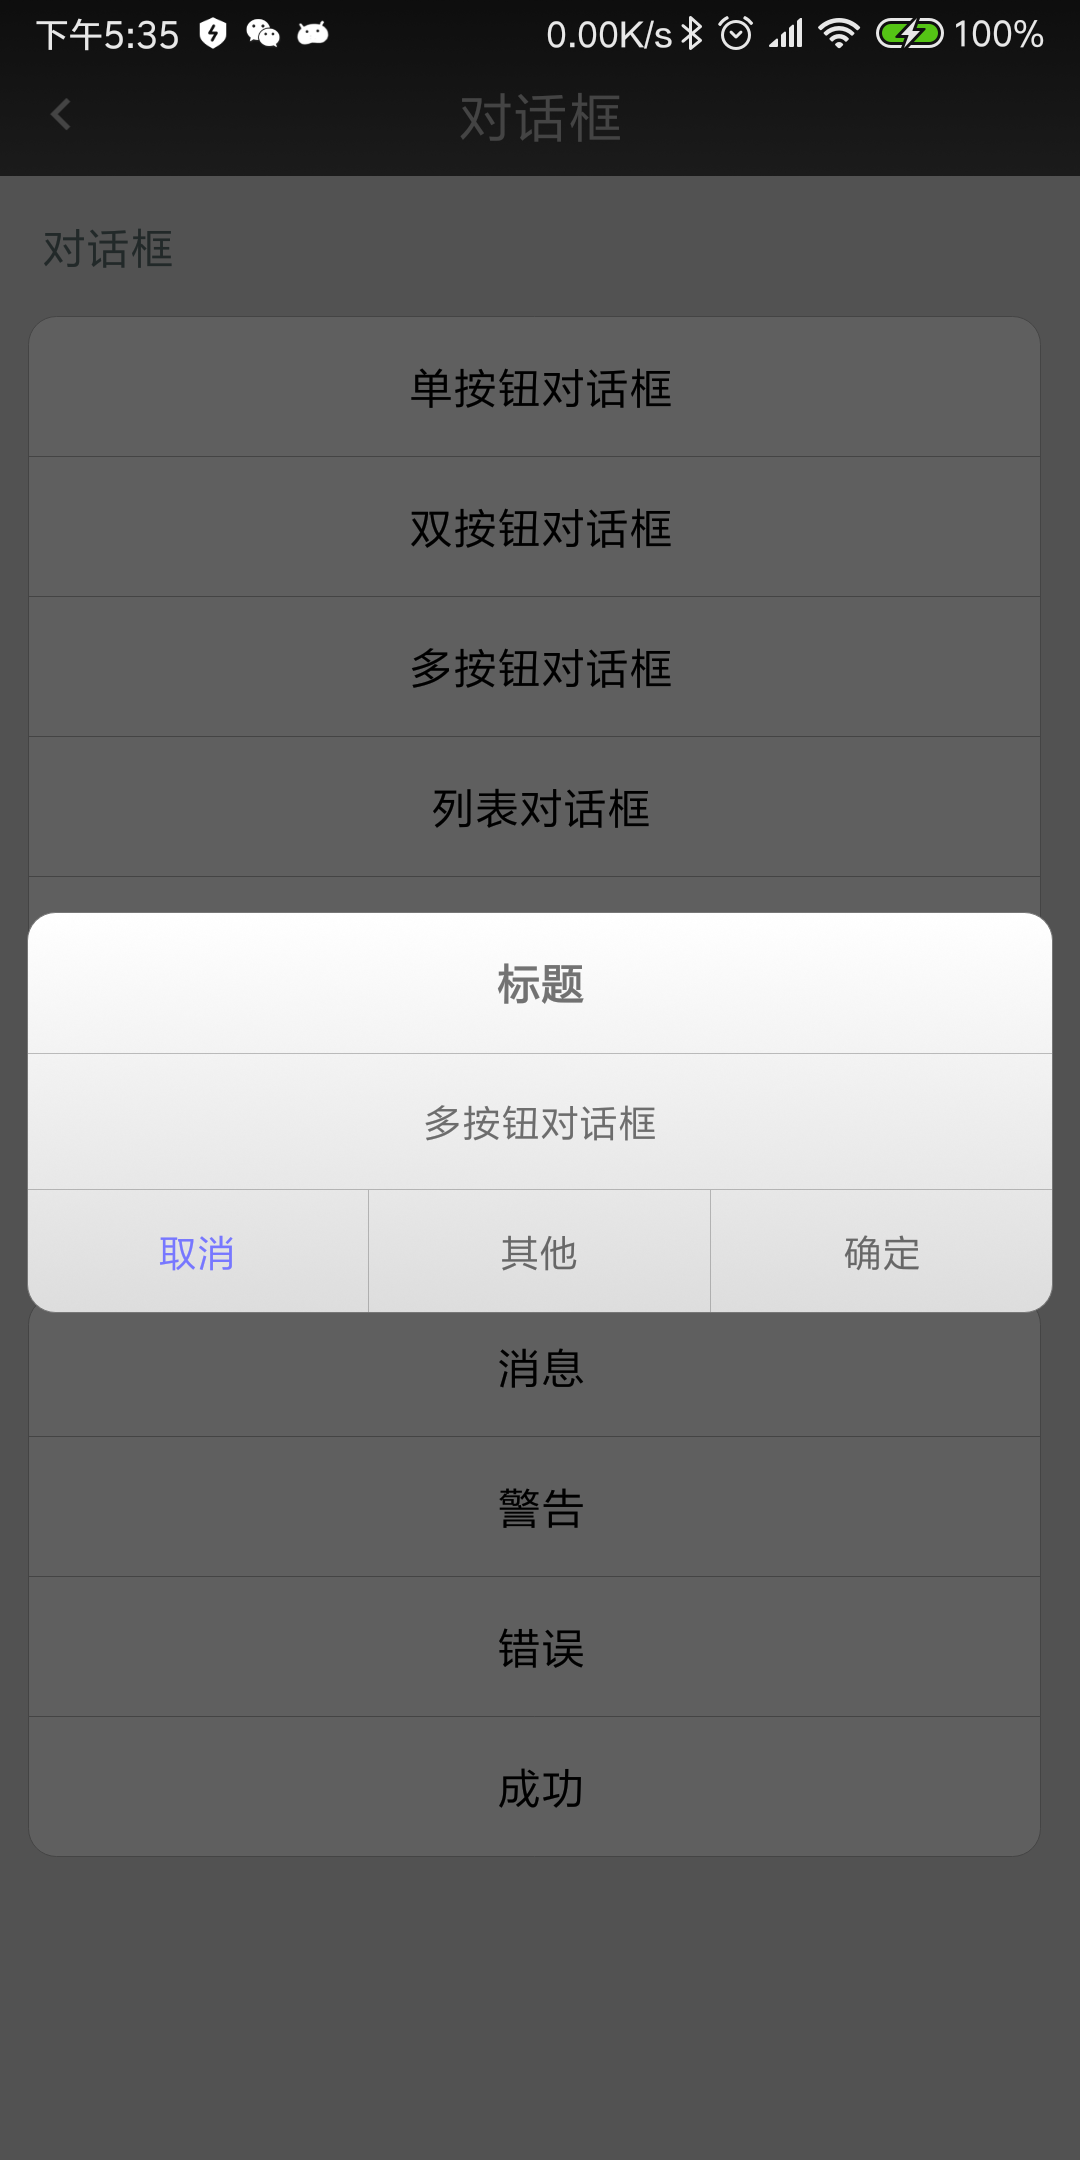 下午5:35 0.00K/s 100%
对话框
对话框
单按钮对话框
双按钮对话框
多按钮对话框
列表对话框
标题
多按钮对话框
取消 其他 确定
消息
警告
错误
成功